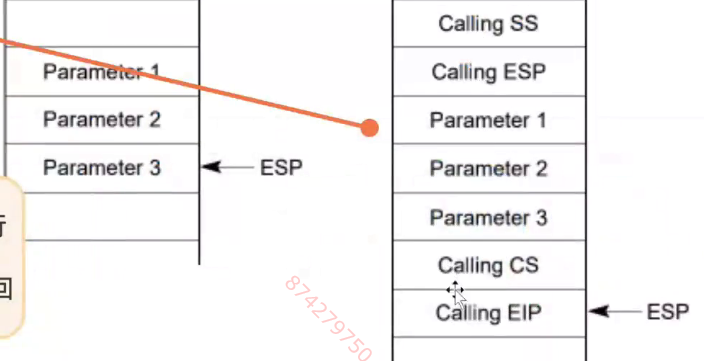 Calling SS
Parameter 1
Calling ESP
Parameter 2
Parameter 1
Parameter 3
ESP
Parameter 2
Parameter 3
行
回
Calling CS
Calling EIP
ESP
874279750